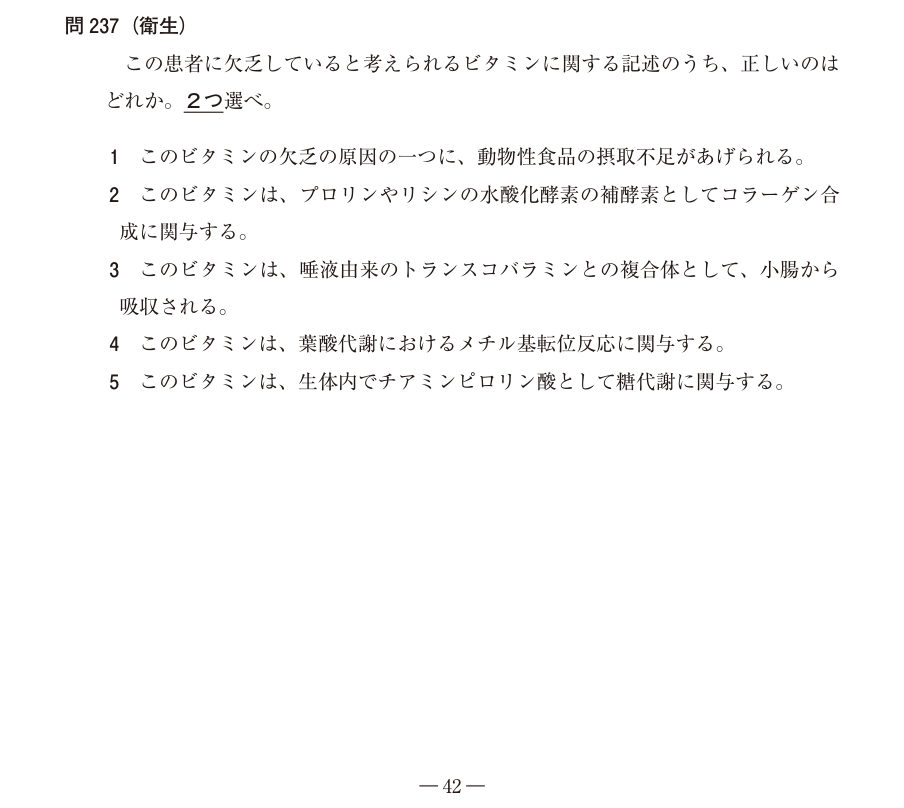 問 237（衛生）
この患者に欠乏していると考えられるビタミンに関する記述のうち、正しいのは
どれか。２つ選べ。
1　このビタミンの欠乏の原因の一つに、動物性食品の摂取不足があげられる。
2　このビタミンは、プロリンやリシンの水酸化酵素の補酵素としてコラーゲン合
成に関与する。
3　このビタミンは、唾液由来のトランスコバラミンとの複合体として、小腸から
吸収される。
4　このビタミンは、葉酸代謝におけるメチル基転位反応に関与する。
5　このビタミンは、生体内でチアミンピロリン酸として糖代謝に関与する。
― 42 ―